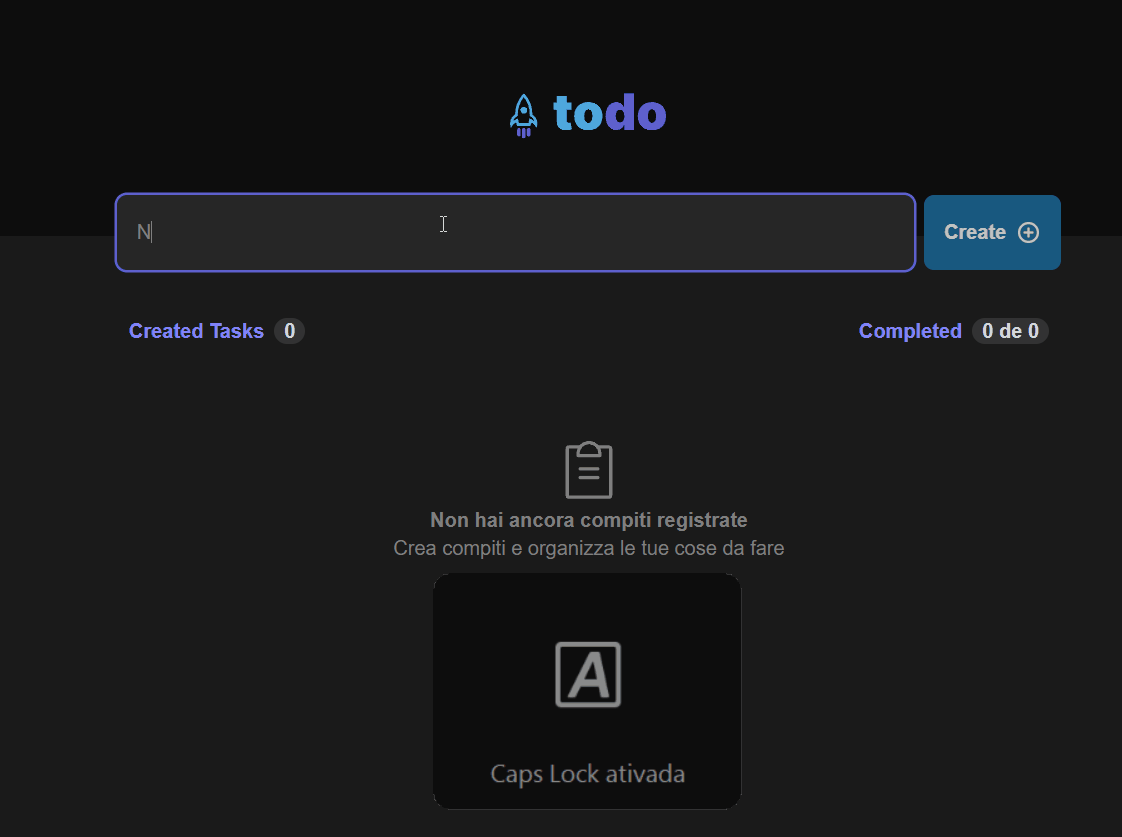 todo
N
Create
Created Tasks 0
Completed 0 de 0
Non hai ancora compiti registrate
Crea compiti e organizza le tue cose da fare
A
Caps Lock ativada